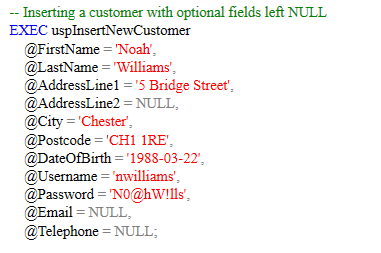 -- Inserting a customer with optional fields left NULL
EXEC uspInsertNewCustomer
@FirstName = 'Noah',
@LastName = 'Williams',
@AddressLine1 = '5 Bridge Street',
@AddressLine2 = NULL,
@City = 'Chester',
@Postcode = 'CH1 1RE',
@DateOfBirth = '1988-03-22',
@Username = 'nwilliams',
@Password = 'N0@hW!lls',
@Email = NULL,
@Telephone = NULL;